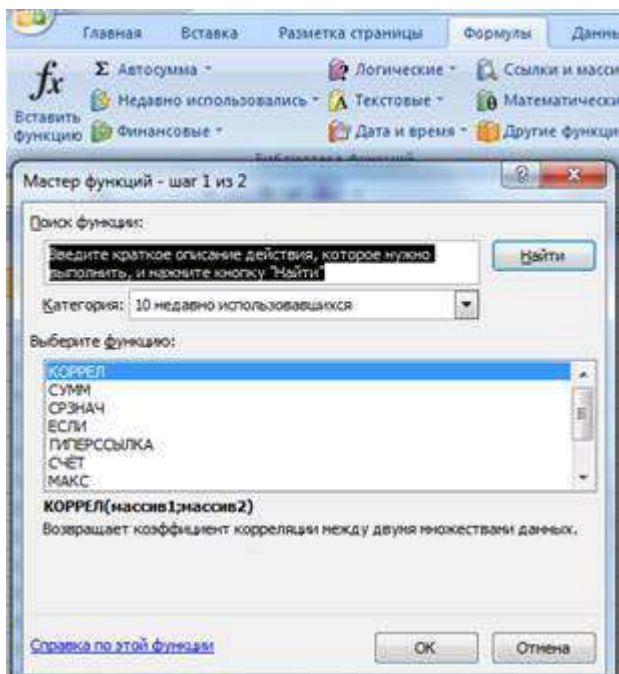 Главная Вставка Разметка страницы Формулы Данны
Σ Автосумма Логические Ссылки и масси
fx Недавно использовались Текстовые Математически
Вставить функцию Финансовые Дата и время Другие функци
Мастер функций - шаг 1 из 2
Поиск функции:
Введите краткое описание действия, которое нужно
выполнить, и нажмите кнопку "Найти"
Найти
Категория: 10 недавно использовавшихся
Выберите функцию:
КОРРЕЛ
СУММ
СРЗНАЧ
ЕСЛИ
ГИПЕРССЫЛКА
СЧЁТ
МАКС
КОРРЕЛ(массив1;массив2)
Возвращает коэффициент корреляции между двумя множествами данных.
Справка по этой функции ОК Отмена